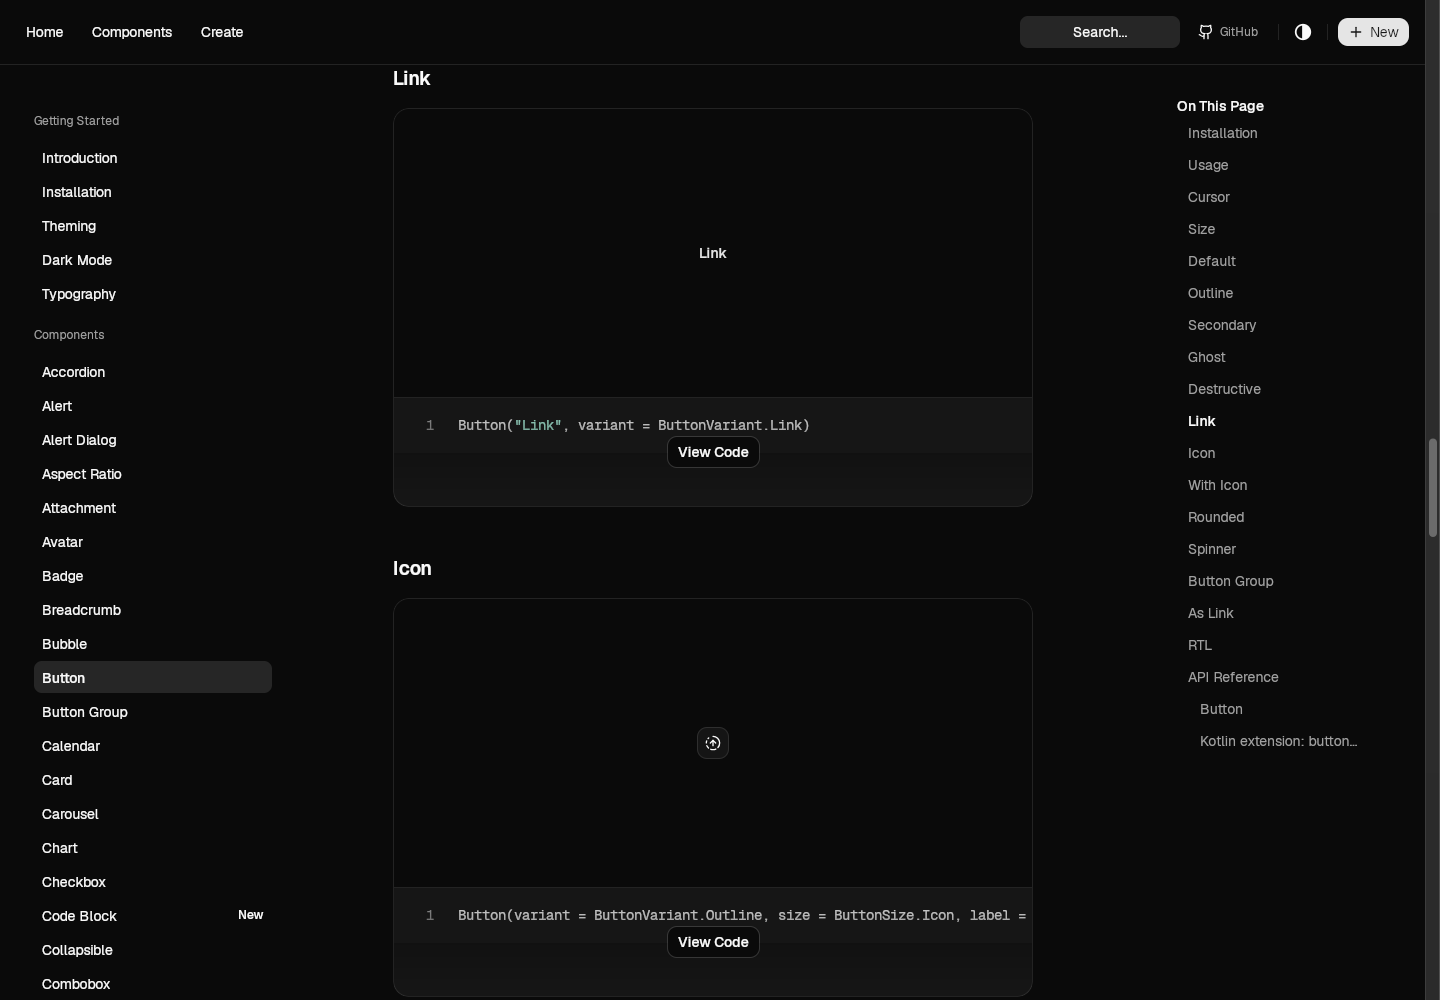 Home
Components
Create
Search...
GitHub
New
Getting Started
Introduction
Installation
Theming
Dark Mode
Typography
Components
Accordion
Alert
Alert Dialog
Aspect Ratio
Attachment
Avatar
Badge
Breadcrumb
Bubble
Button
Button Group
Calendar
Card
Carousel
Chart
Checkbox
Code Block New
Collapsible
Combobox
Link
Link
1 Button("Link", variant = ButtonVariant.Link)
View Code
Icon
1 Button(variant = ButtonVariant.Outline, size = ButtonSize.Icon, label =
View Code
On This Page
Installation
Usage
Cursor
Size
Default
Outline
Secondary
Ghost
Destructive
Link
Icon
With Icon
Rounded
Spinner
Button Group
As Link
RTL
API Reference
Button
Kotlin extension: button…